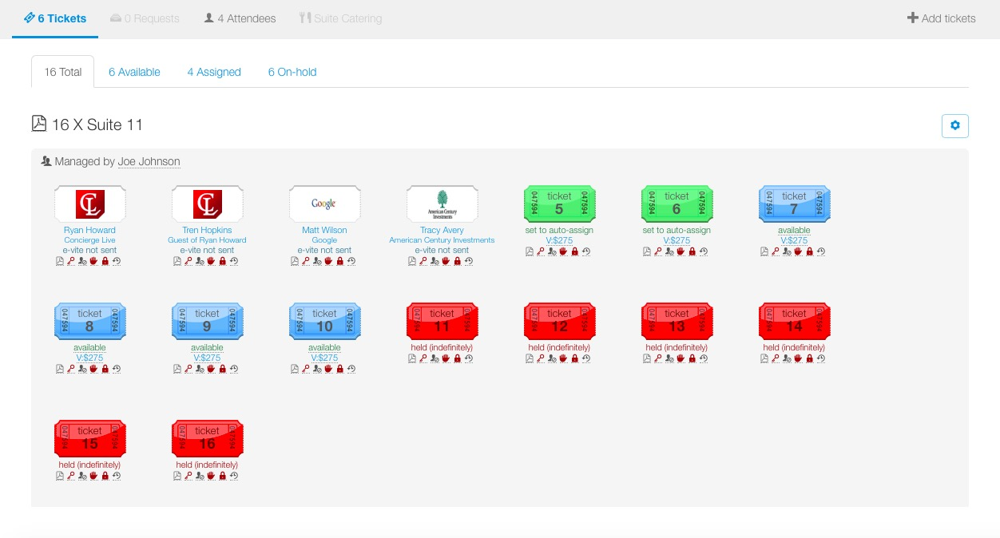 6 Tickets 0 Requests 4 Attendees Suite Catering Add tickets
16 Total 6 Available 4 Assigned 6 On-hold
16 X Suite 11
Managed by Joe Johnson
CL
Ryan Howard
Concierge Live
e-vite not sent
CL
Tren Hopkins
Guest of Ryan Howard
e-vite not sent
Google
Matt Wilson
Google
e-vite not sent
American Century
Investments
Tracy Avery
American Century Investments
e-vite not sent
047594 ticket 047594
5
set to auto-assign
V:$275
047594 ticket 047594
6
set to auto-assign
V:$275
047594 ticket 047594
7
available
V:$275
047594 ticket 047594
8
available
V:$275
047594 ticket 047594
9
available
V:$275
047594 ticket 047594
10
available
V:$275
047594 ticket 047594
11
held (indefinitely)
047594 ticket 047594
12
held (indefinitely)
047594 ticket 047594
13
held (indefinitely)
047594 ticket 047594
14
held (indefinitely)
047594 ticket 047594
15
held (indefinitely)
047594 ticket 047594
16
held (indefinitely)